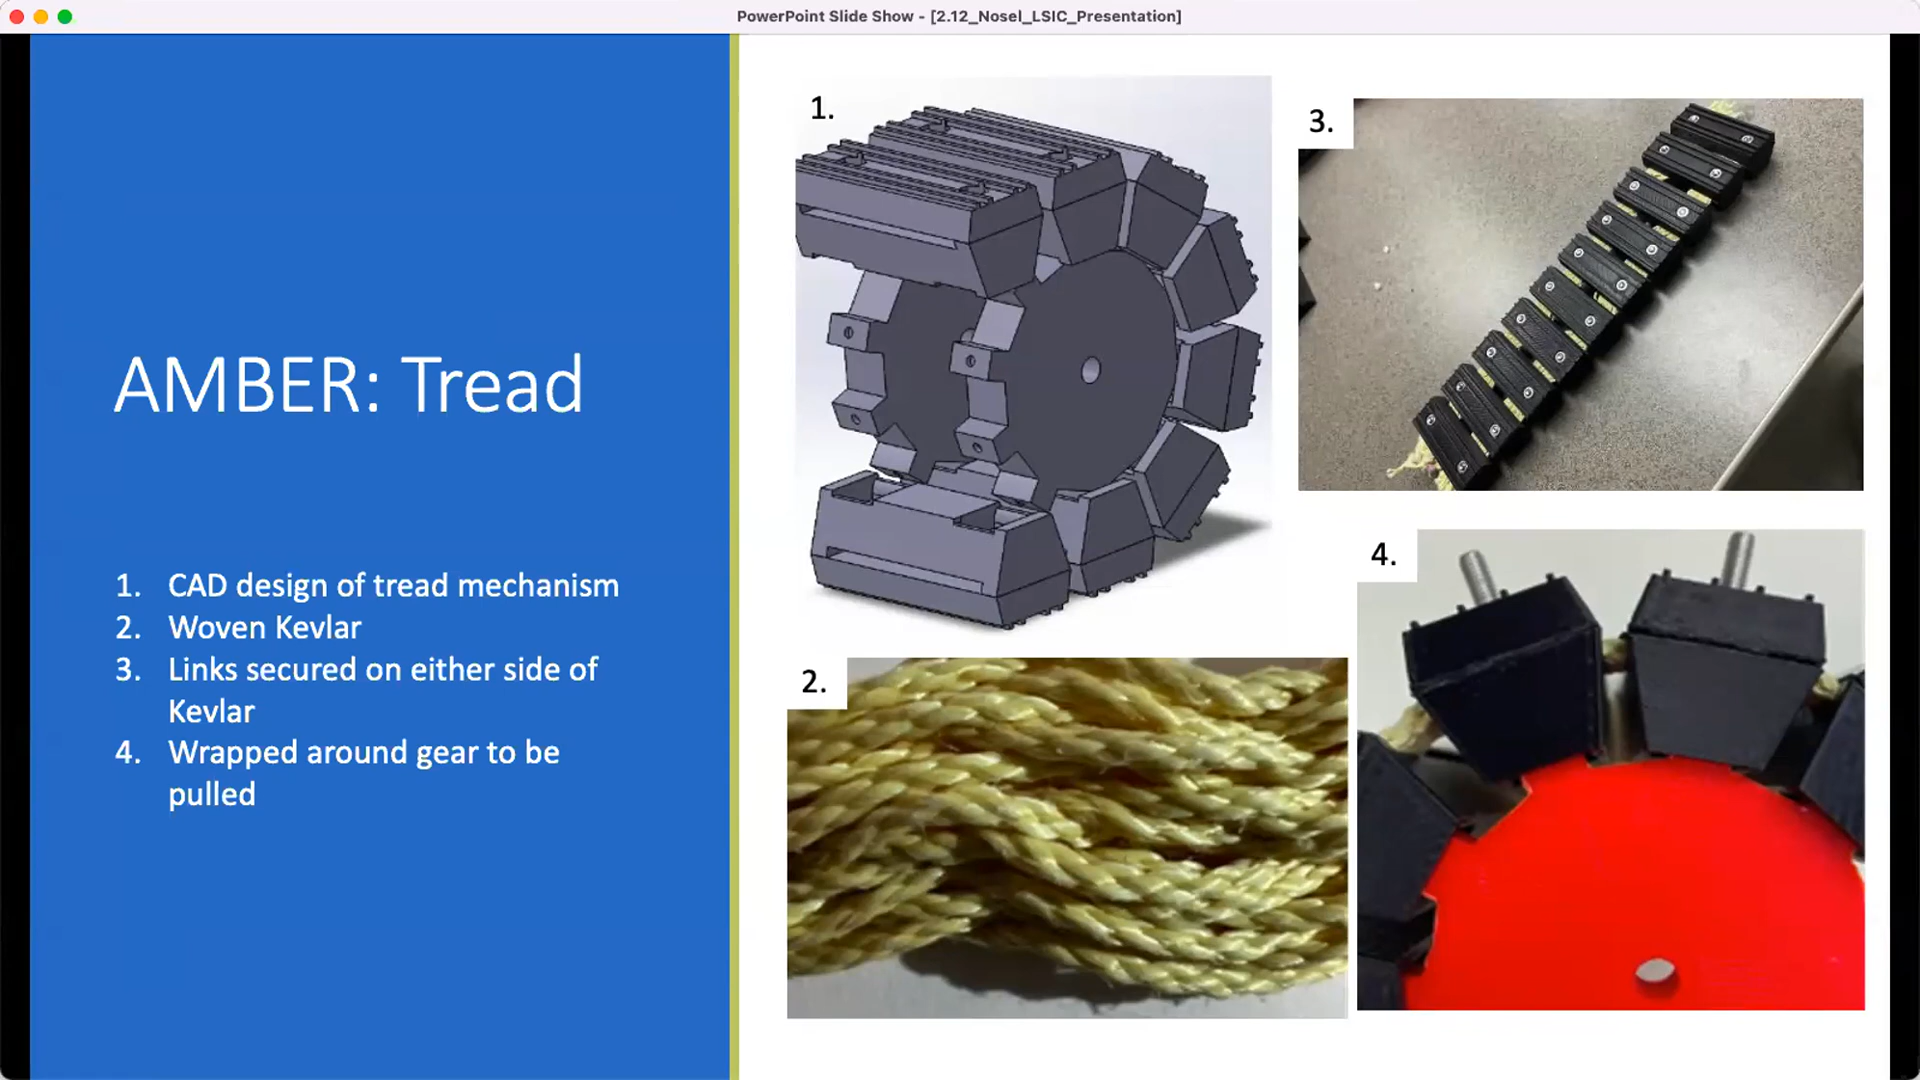 PowerPoint Slide Show - [2.12_Nosel_LSIC_Presentation]
AMBER: Tread
1. CAD design of tread mechanism
2. Woven Kevlar
3. Links secured on either side of
Kevlar
4. Wrapped around gear to be
pulled
1.
2.
3.
4.